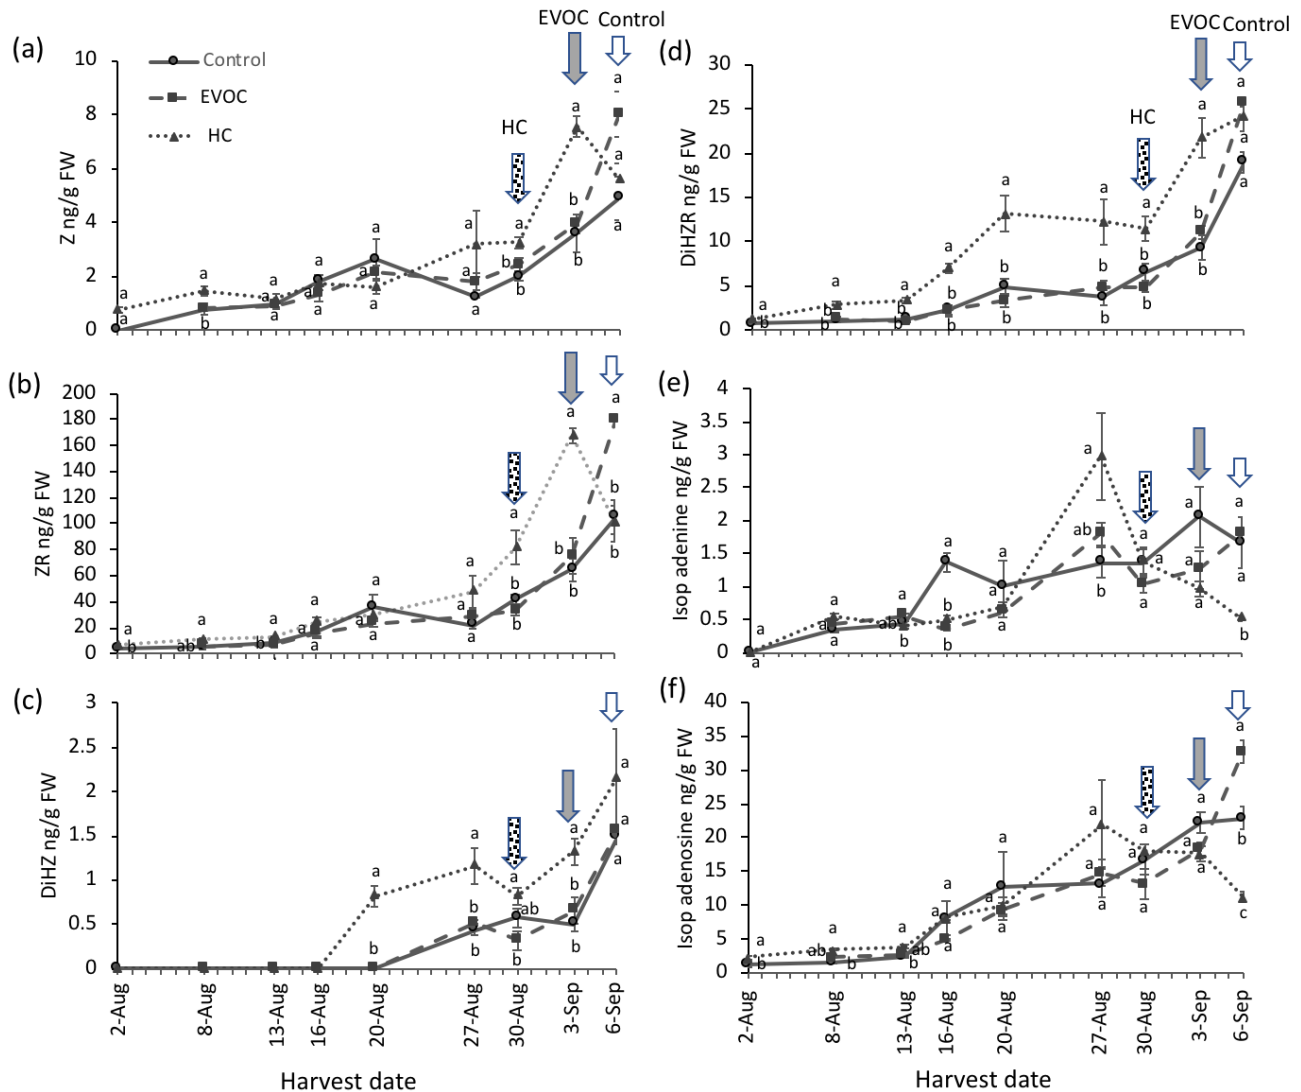 EVOC Control
(a)
10
8
6
4
2
0
Z ng/g FW
Control
EVOC
HC
HC
a a a a a a a a a
a a a b b a a
a b a a a b b a
(b)
200
180
160
140
120
100
80
60
40
20
0
ZR ng/g FW
a a a a a a a a a
b ab a a a a b b b
a b b b
(c)
3
2.5
2
1.5
1
0.5
0
DiHZ ng/g FW
a a a a a
b b ab b a
b b b a
2-Aug
8-Aug
13-Aug
16-Aug
20-Aug
27-Aug
30-Aug
3-Sep
6-Sep
Harvest date
EVOC Control
(d)
30
25
20
15
10
5
0
DiHZR ng/g FW
HC
a a a a a a a a a
b b b b b b b a
b b b b b b b a
(e)
4
3.5
3
2.5
2
1.5
1
0.5
0
Isop adenine ng/g FW
a a a a a a a a a
a ab b a ab a a
a a b b a b a a a b
(f)
40
35
30
25
20
15
10
5
0
Isop adenosine ng/g FW
a a a a a a a a a
ab ab a a a a a b
b b b a a a a c
2-Aug
8-Aug
13-Aug
16-Aug
20-Aug
27-Aug
30-Aug
3-Sep
6-Sep
Harvest date